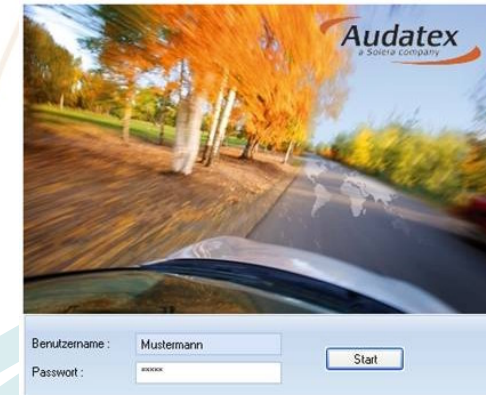 Audatex
a Solera company
Benutzername : Mustermann
Start
Passwort : *****